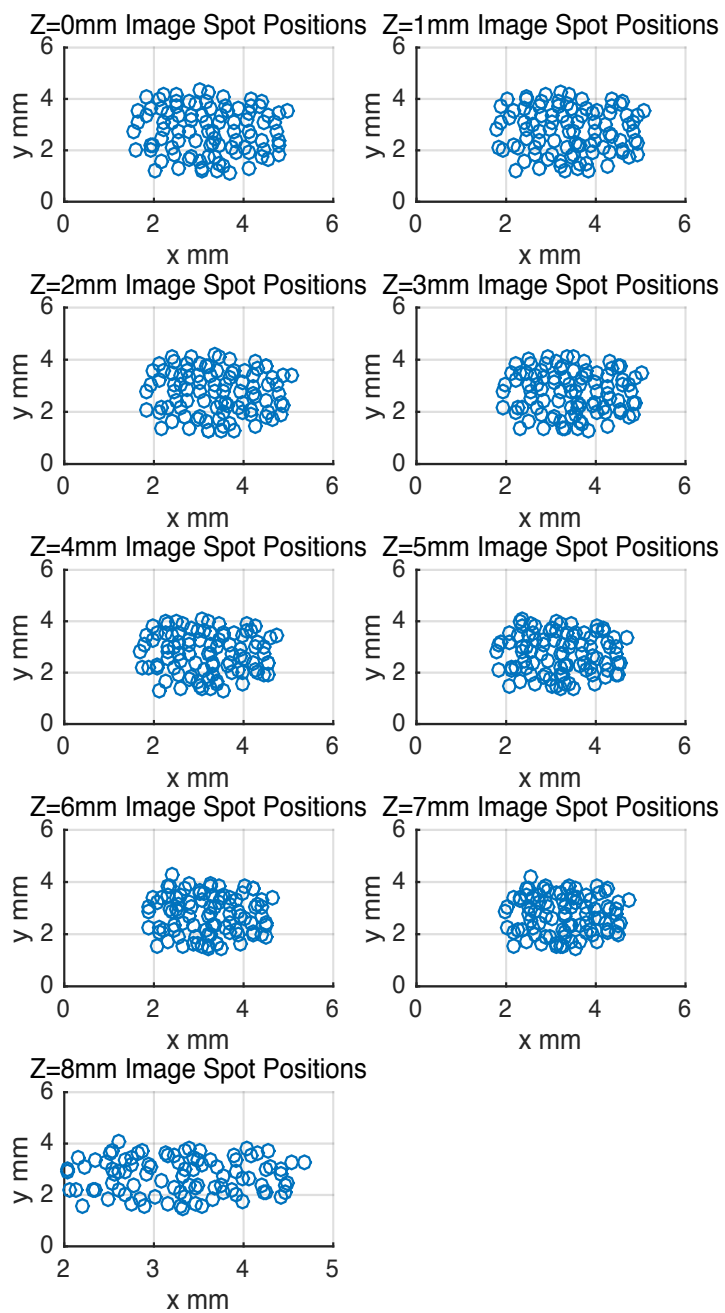 Z=0mm Image Spot Positions
6
4
2
0
y mm
0 2 4 6
x mm
Z=1mm Image Spot Positions
6
4
2
0
y mm
0 2 4 6
x mm
Z=2mm Image Spot Positions
6
4
2
0
y mm
0 2 4 6
x mm
Z=3mm Image Spot Positions
6
4
2
0
y mm
0 2 4 6
x mm
Z=4mm Image Spot Positions
6
4
2
0
y mm
0 2 4 6
x mm
Z=5mm Image Spot Positions
6
4
2
0
y mm
0 2 4 6
x mm
Z=6mm Image Spot Positions
6
4
2
0
y mm
0 2 4 6
x mm
Z=7mm Image Spot Positions
6
4
2
0
y mm
0 2 4 6
x mm
Z=8mm Image Spot Positions
6
4
2
0
y mm
2 3 4 5
x mm